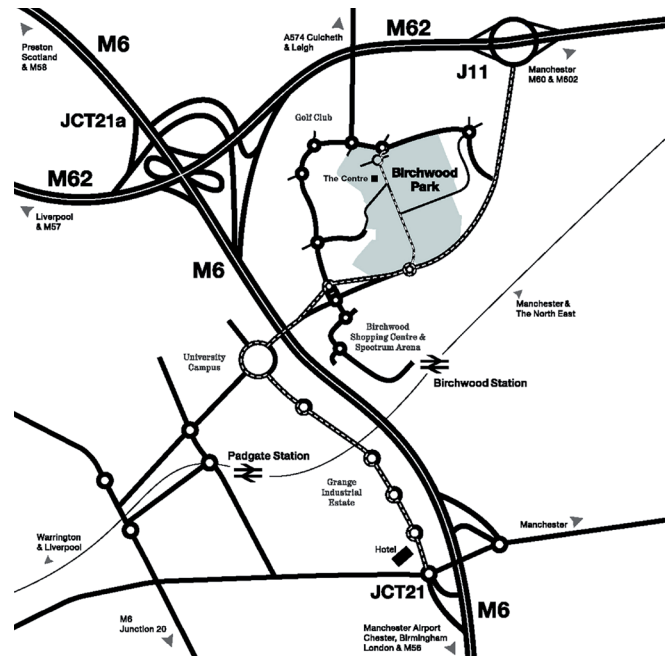 Preston
Scotland
& M58
M6
A574 Culcheth
& Leigh
M62
J11
Manchester
M60 & M602
JCT21a
Golf Club
The Centre
Birchwood
Park
M62
Liverpool
& M57
M6
Manchester &
The North East
Birchwood
Shopping Centre &
Spectrum Arena
University
Campus
Birchwood Station
Padgate Station
Grange
Industrial
Estate
Warrington
& Liverpool
Manchester
Hotel
JCT21
M6
M6
Junction 20
Manchester Airport
Chester, Birmingham
London & M56